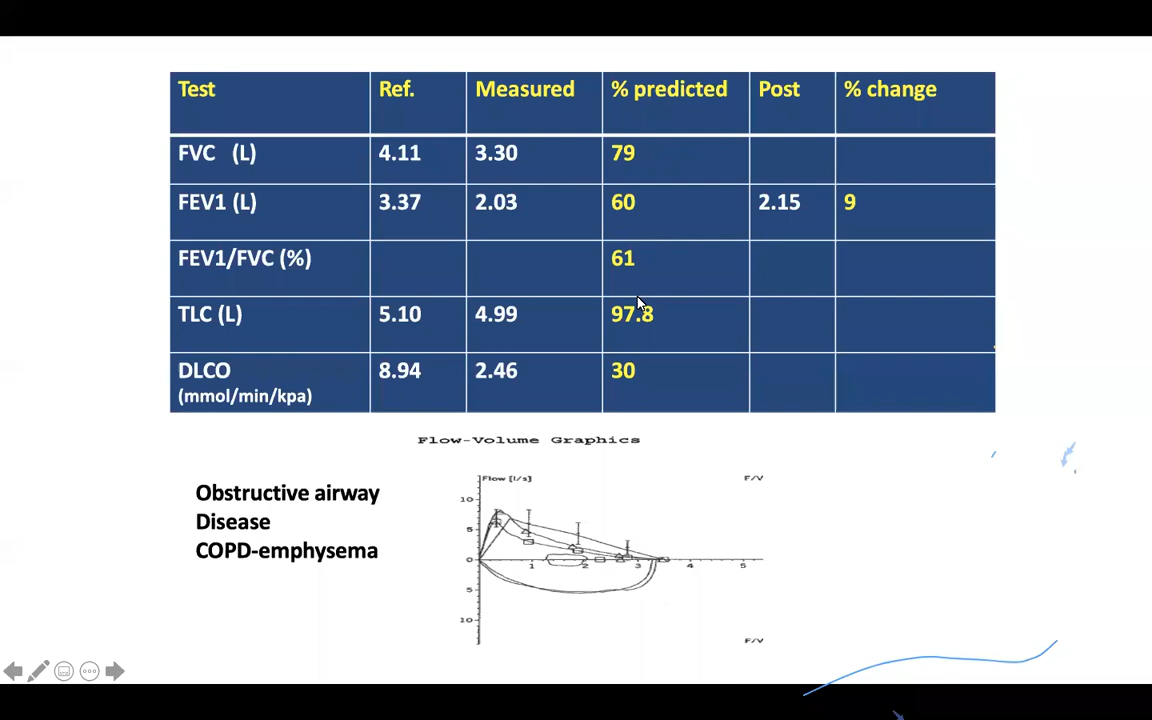 Test Ref. Measured % predicted Post % change
FVC (L) 4.11 3.30 79
FEV1 (L) 3.37 2.03 60 2.15 9
FEV1/FVC (%) 61
TLC (L) 5.10 4.99 97.8
DLCO 8.94 2.46 30
(mmol/min/kpa)
Flow-Volume Graphics
Flow [l/s] F/V
10
5
0 1 2 3 4 5
5
10
F/V
Obstructive airway
Disease
COPD-emphysema